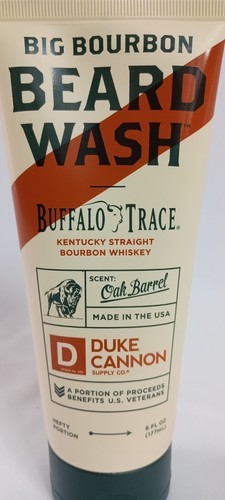 BIG BOURBON
BEARD
WASH
BUFFALO TRACE®
KENTUCKY STRAIGHT
BOURBON WHISKEY
SCENT:
Oak Barrel
MADE IN THE USA
D
DUKE
CANNON
SUPPLY CO.®
A PORTION OF PROCEEDS
BENEFITS U.S. VETERANS
HEFTY
PORTION
6 FL OZ
(177mL)